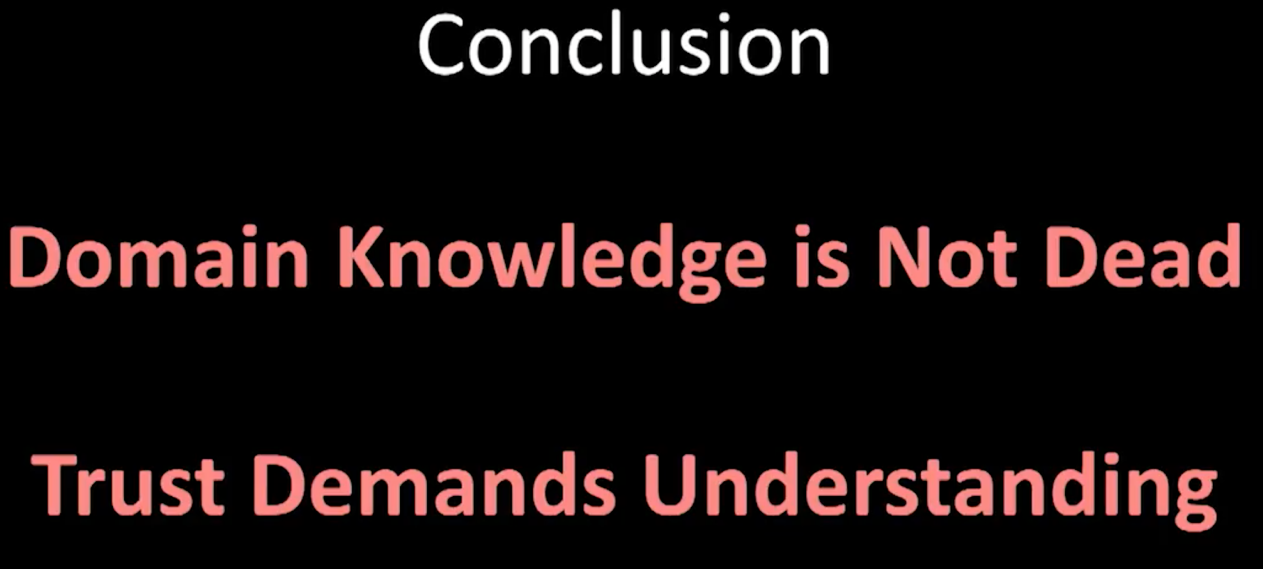 Conclusion
Domain Knowledge is Not Dead
Trust Demands Understanding